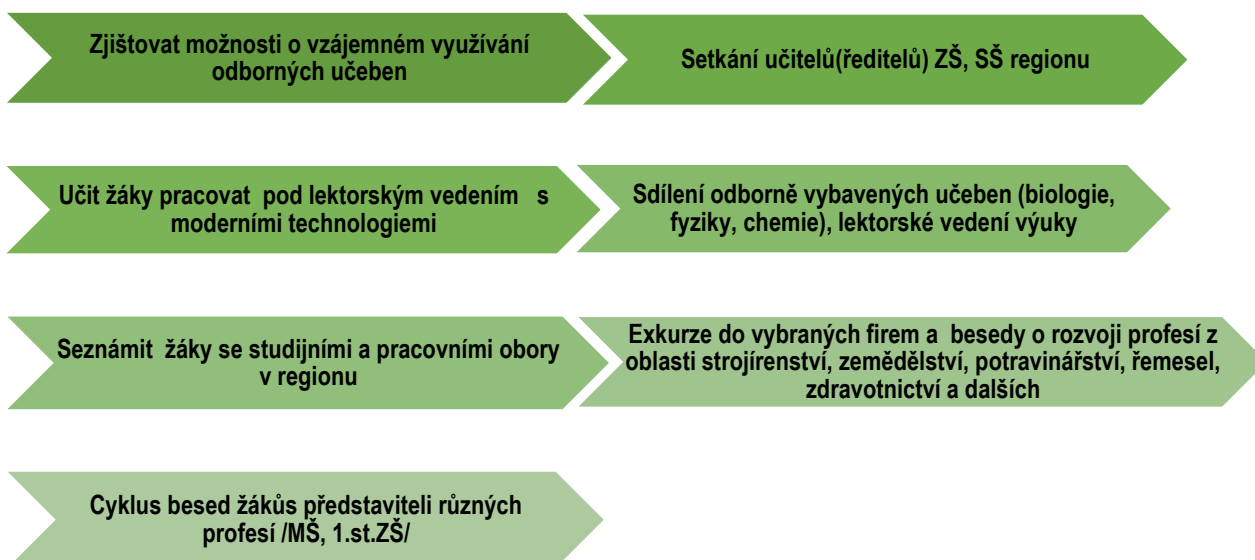 Zjištovat možnosti o vzájemném využívání
odborných učeben
Setkání učitelů(ředitelů) ZŠ, SŠ regionu
Učit žáky pracovat pod lektorským vedením s
moderními technologiemi
Sdílení odborně vybavených učeben (biologie,
fyziky, chemie), lektorské vedení výuky
Seznámit žáky se studijními a pracovními obory
v regionu
Exkurze do vybraných firem a besedy o rozvoji profesí z
oblasti strojírenství, zemědělství, potravinářství, řemesel,
zdravotnictví a dalších
Cyklus besed žákůs představiteli různých
profesí /MŠ, 1.st.ZŠ/